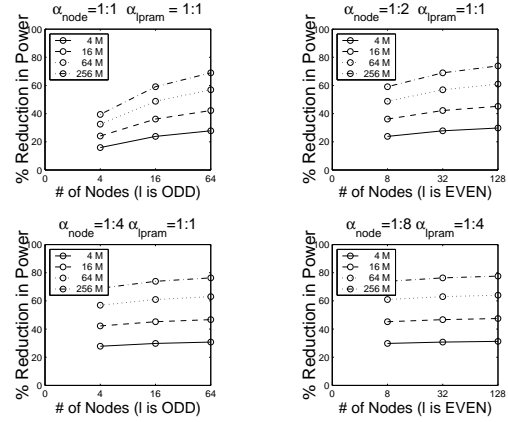 α_node=1:1 α_lpram = 1:1
% Reduction in Power
100
80
60
40
20
0
4 M
16 M
64 M
256 M
0 4 16 64
# of Nodes (l is ODD)
α_node=1:2 α_lpram=1:1
% Reduction in Power
100
80
60
40
20
0
4 M
16 M
64 M
256 M
0 8 32 128
# of Nodes (l is EVEN)
α_node=1:4 α_lpram=1:1
% Reduction in Power
100
80
60
40
20
0
4 M
16 M
64 M
256 M
0 4 16 64
# of Nodes (l is ODD)
α_node=1:8 α_lpram=1:4
% Reduction in Power
100
80
60
40
20
0
4 M
16 M
64 M
256 M
0 8 32 128
# of Nodes (l is EVEN)